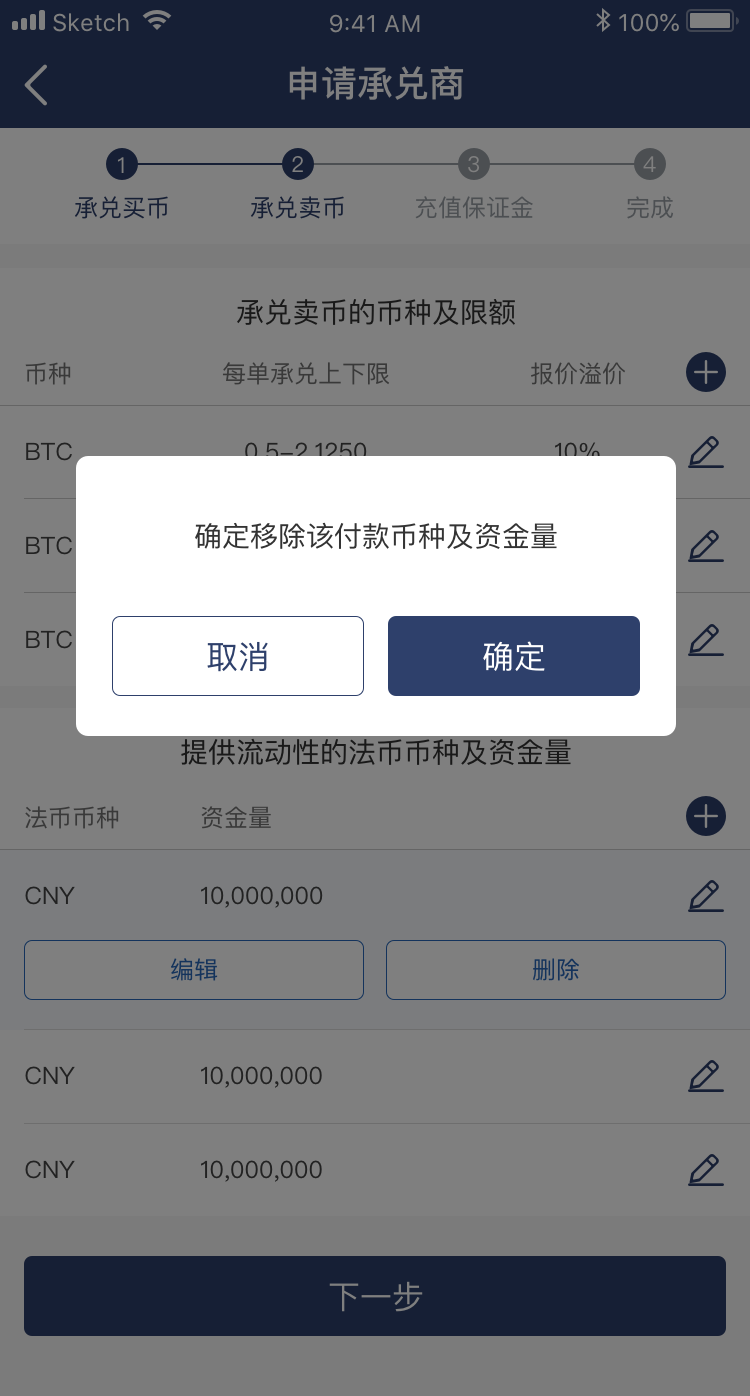 Sketch 9:41 AM 100%
申请承兑商
1 2 3 4
承兑买币 承兑卖币 充值保证金 完成
承兑卖币的币种及限额
币种 每单承兑上下限 报价溢价
BTC 0.5–2.1250 10%
BTC
BTC
确定移除该付款币种及资金量
取消 确定
提供流动性的法币币种及资金量
法币币种 资金量
CNY 10,000,000
编辑 删除
CNY 10,000,000
CNY 10,000,000
下一步